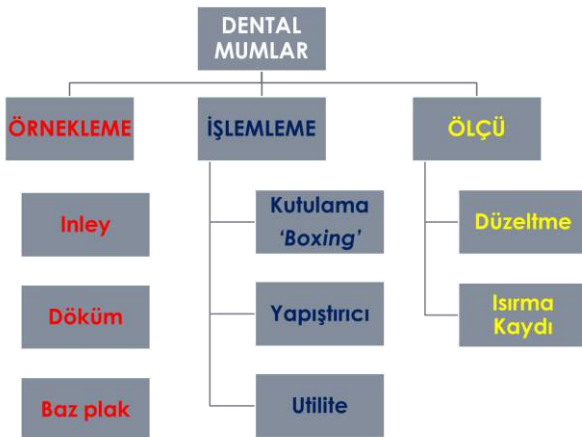 DENTAL
MUMLAR
ÖRNEKLEME
İŞLEMLEME
ÖLÇÜ
Inley
Döküm
Baz plak
Kutulama
‘Boxing’
Yapıştırıcı
Utilite
Düzeltme
Isırma
Kaydı